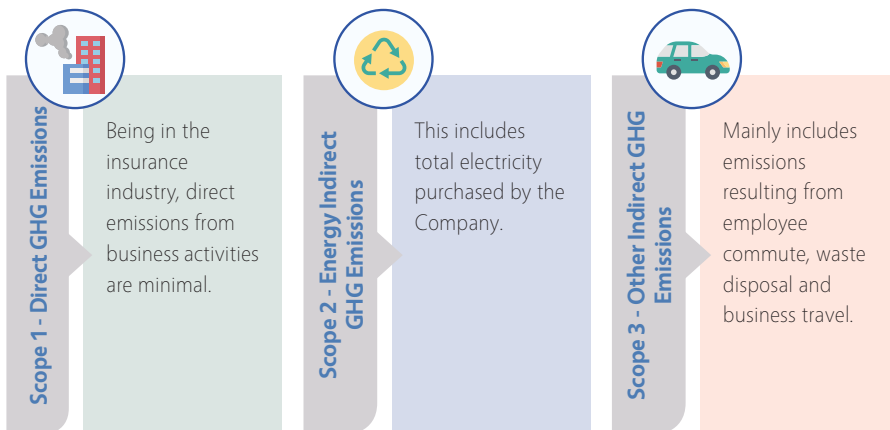 Scope 1 - Direct GHG Emissions
Being in the
insurance
industry, direct
emissions from
business activities
are minimal.
Scope 2 - Energy Indirect
GHG Emissions
This includes
total electricity
purchased by the
Company.
Scope 3 - Other Indirect GHG
Emissions
Mainly includes
emissions
resulting from
employee
commute, waste
disposal and
business travel.